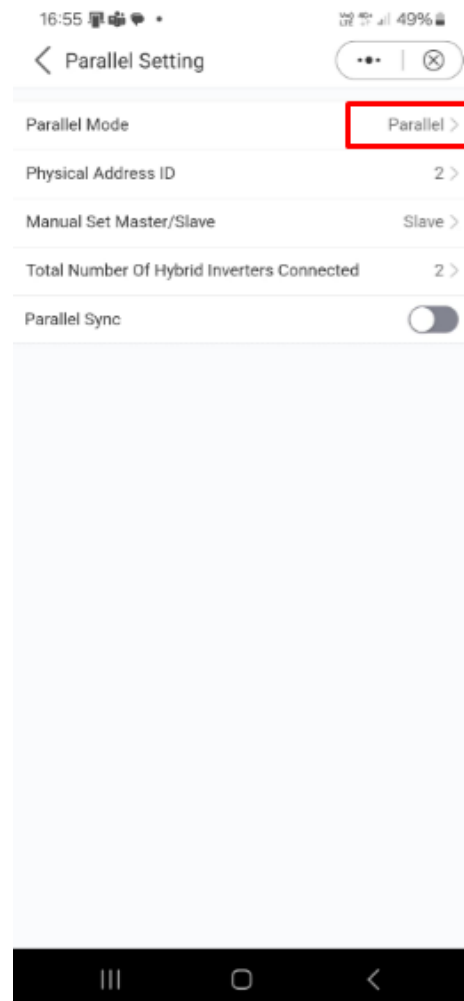 16:55
49%
Parallel Setting
Parallel Mode Parallel >
Physical Address ID 2 >
Manual Set Master/Slave Slave >
Total Number Of Hybrid Inverters Connected 2 >
Parallel Sync